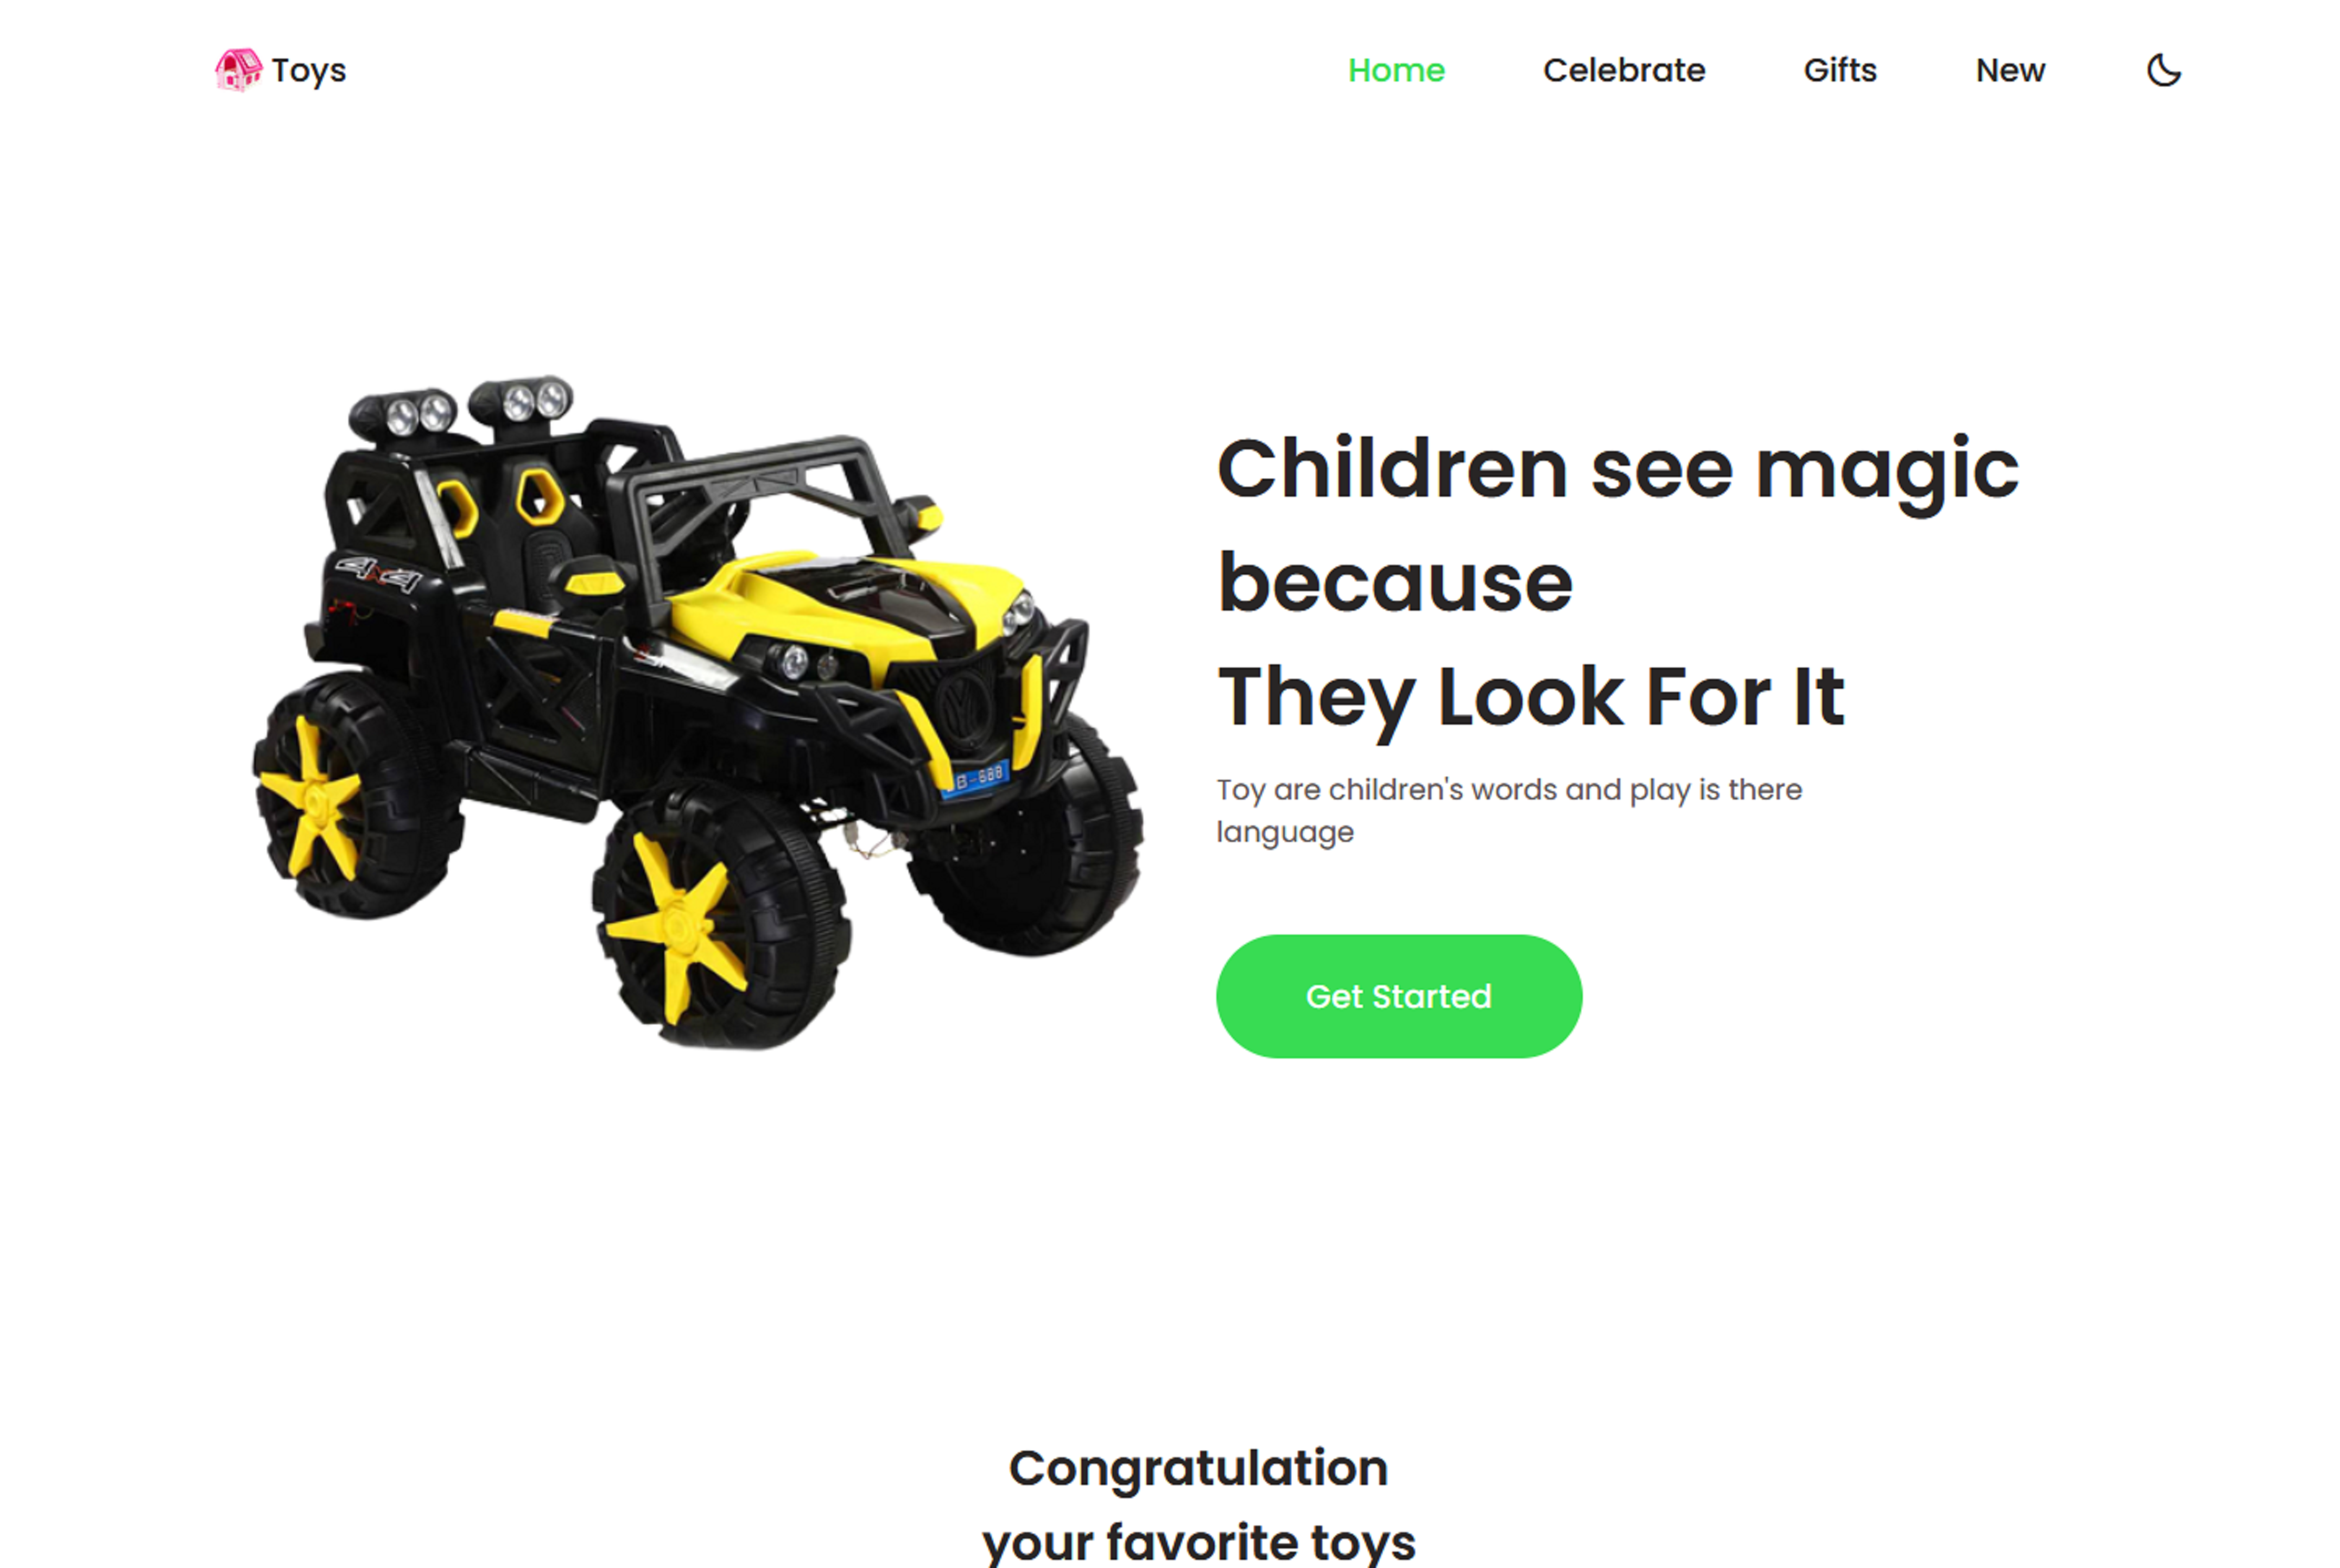 Toys
Home
Celebrate
Gifts
New
4x4
B-688
Children see magic
because
They Look For It
Toy are children's words and play is there
language
Get Started
Congratulation
your favorite toys